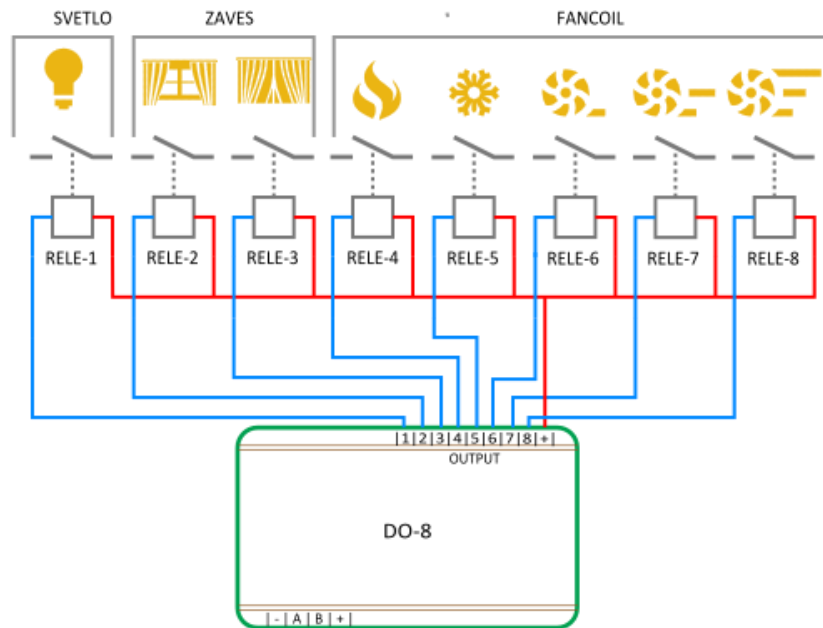 SVETLO ZAVES FANCOIL
RELE-1 RELE-2 RELE-3 RELE-4 RELE-5 RELE-6 RELE-7 RELE-8
|1|2|3|4|5|6|7|8|+|
OUTPUT
DO-8
|-|A|B|+|